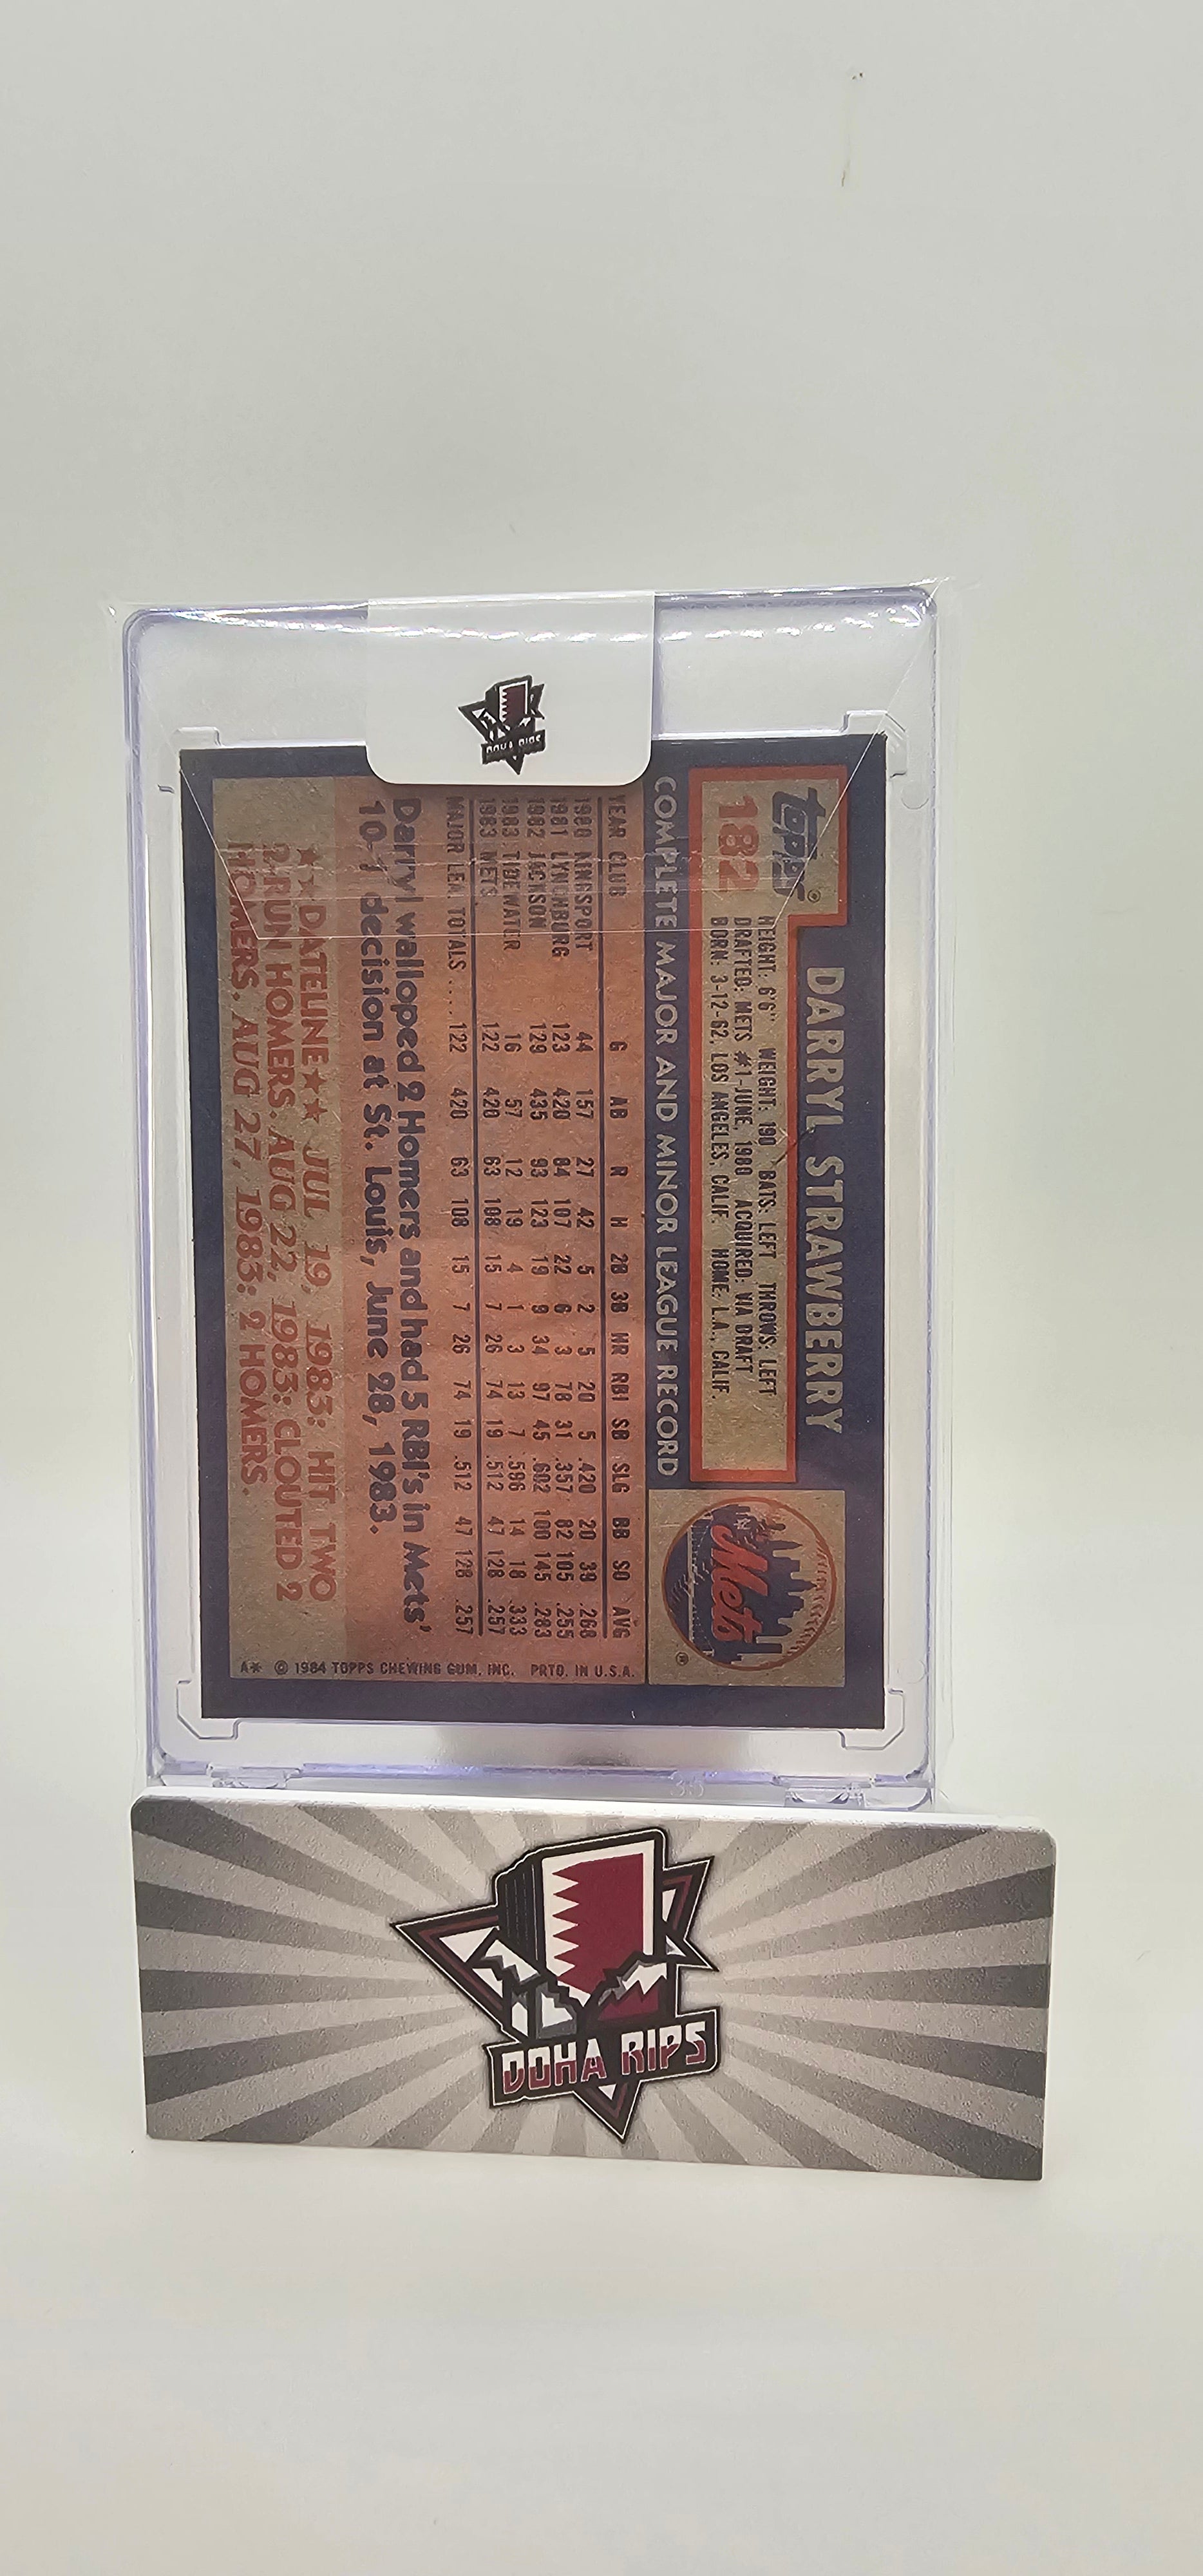 DOHA RIPS
topps
182
DARRYL STRAWBERRY
HEIGHT: 6'6" WEIGHT: 190 BATS: LEFT THROWS: LEFT
DRAFTED: METS #1-JUNE, 1980 ACQUIRED: VIA DRAFT
BORN: 3-12-62, LOS ANGELES, CALIF. HOME: L.A., CALIF.
Mets
COMPLETE MAJOR AND MINOR LEAGUE RECORD
YEAR CLUB G AB R H 2B 3B HR RBI SB SLG BB SO AVG
1980 KINGSPORT 44 157 27 42 5 2 5 20 5 .420 20 39 .268
1981 LYNCHBURG 123 420 84 107 22 6 3 78 31 .357 82 105 .255
1982 JACKSON 129 435 93 123 19 9 34 97 45 .602 100 145 .283
1983 TIDEWATER 16 57 12 19 4 1 3 13 7 .596 14 18 .333
1983 METS 122 420 63 108 15 7 26 74 19 .512 47 128 .257
MAJOR LEA. TOTALS .... 122 420 63 108 15 7 26 74 19 .512 47 128 .257
Darryl walloped 2 Homers and had 5 RBI's in Mets'
10-1 decision at St. Louis, June 28, 1983.
★★DATELINE★★ JUL 19, 1983: HIT TWO
2-RUN HOMERS. AUG 22, 1983: CLOUTED 2
HOMERS. AUG 27, 1983: 2 HOMERS.
A* © 1984 TOPPS CHEWING GUM, INC. PRTD. IN U.S.A.
35
DOHA RIPS